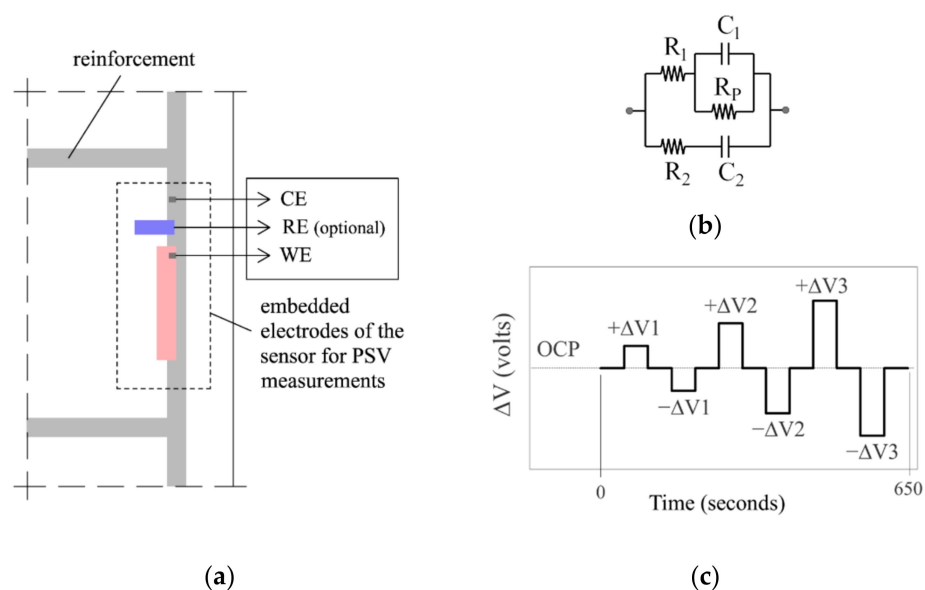 reinforcement
CE
RE (optional)
WE
embedded
electrodes of the
sensor for PSV
measurements
(a)
C1
R1
RP
R2
C2
(b)
ΔV (volts)
OCP
+ΔV1
−ΔV1
+ΔV2
−ΔV2
+ΔV3
−ΔV3
0
650
Time (seconds)
(c)